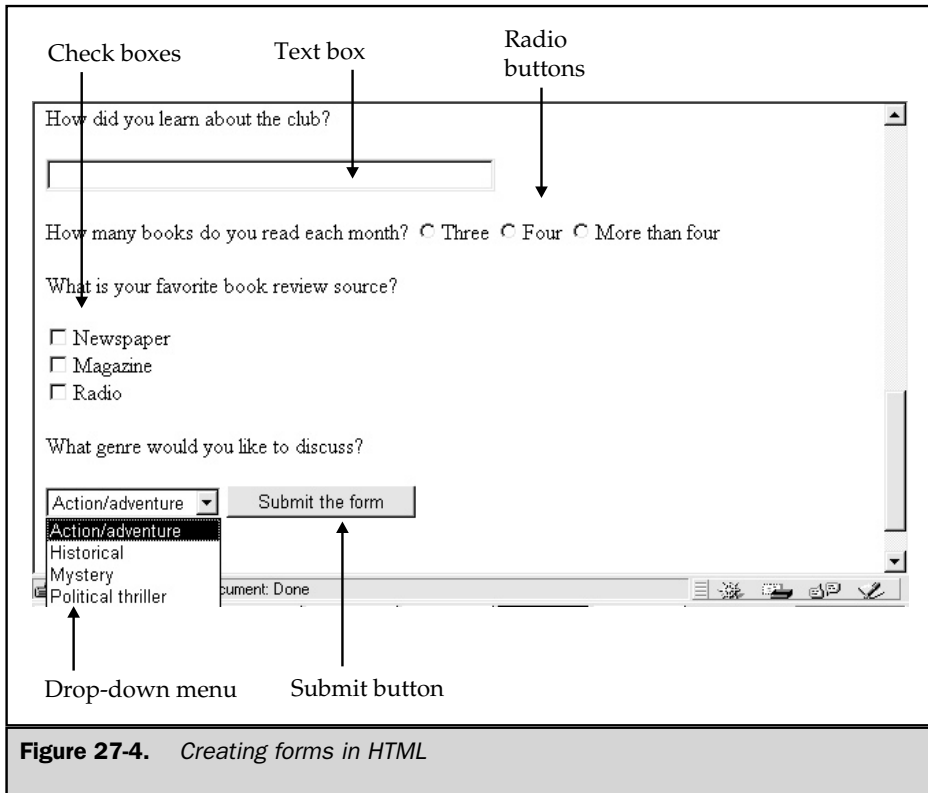 Check boxes
Text box
Radio
buttons
How did you learn about the club?
How many books do you read each month? Three Four More than four
What is your favorite book review source?
Newspaper
Magazine
Radio
What genre would you like to discuss?
Action/adventure Submit the form
Action/adventure
Historical
Mystery
Political thriller
cument: Done
Drop-down menu
Submit button
Figure 27-4. Creating forms in HTML